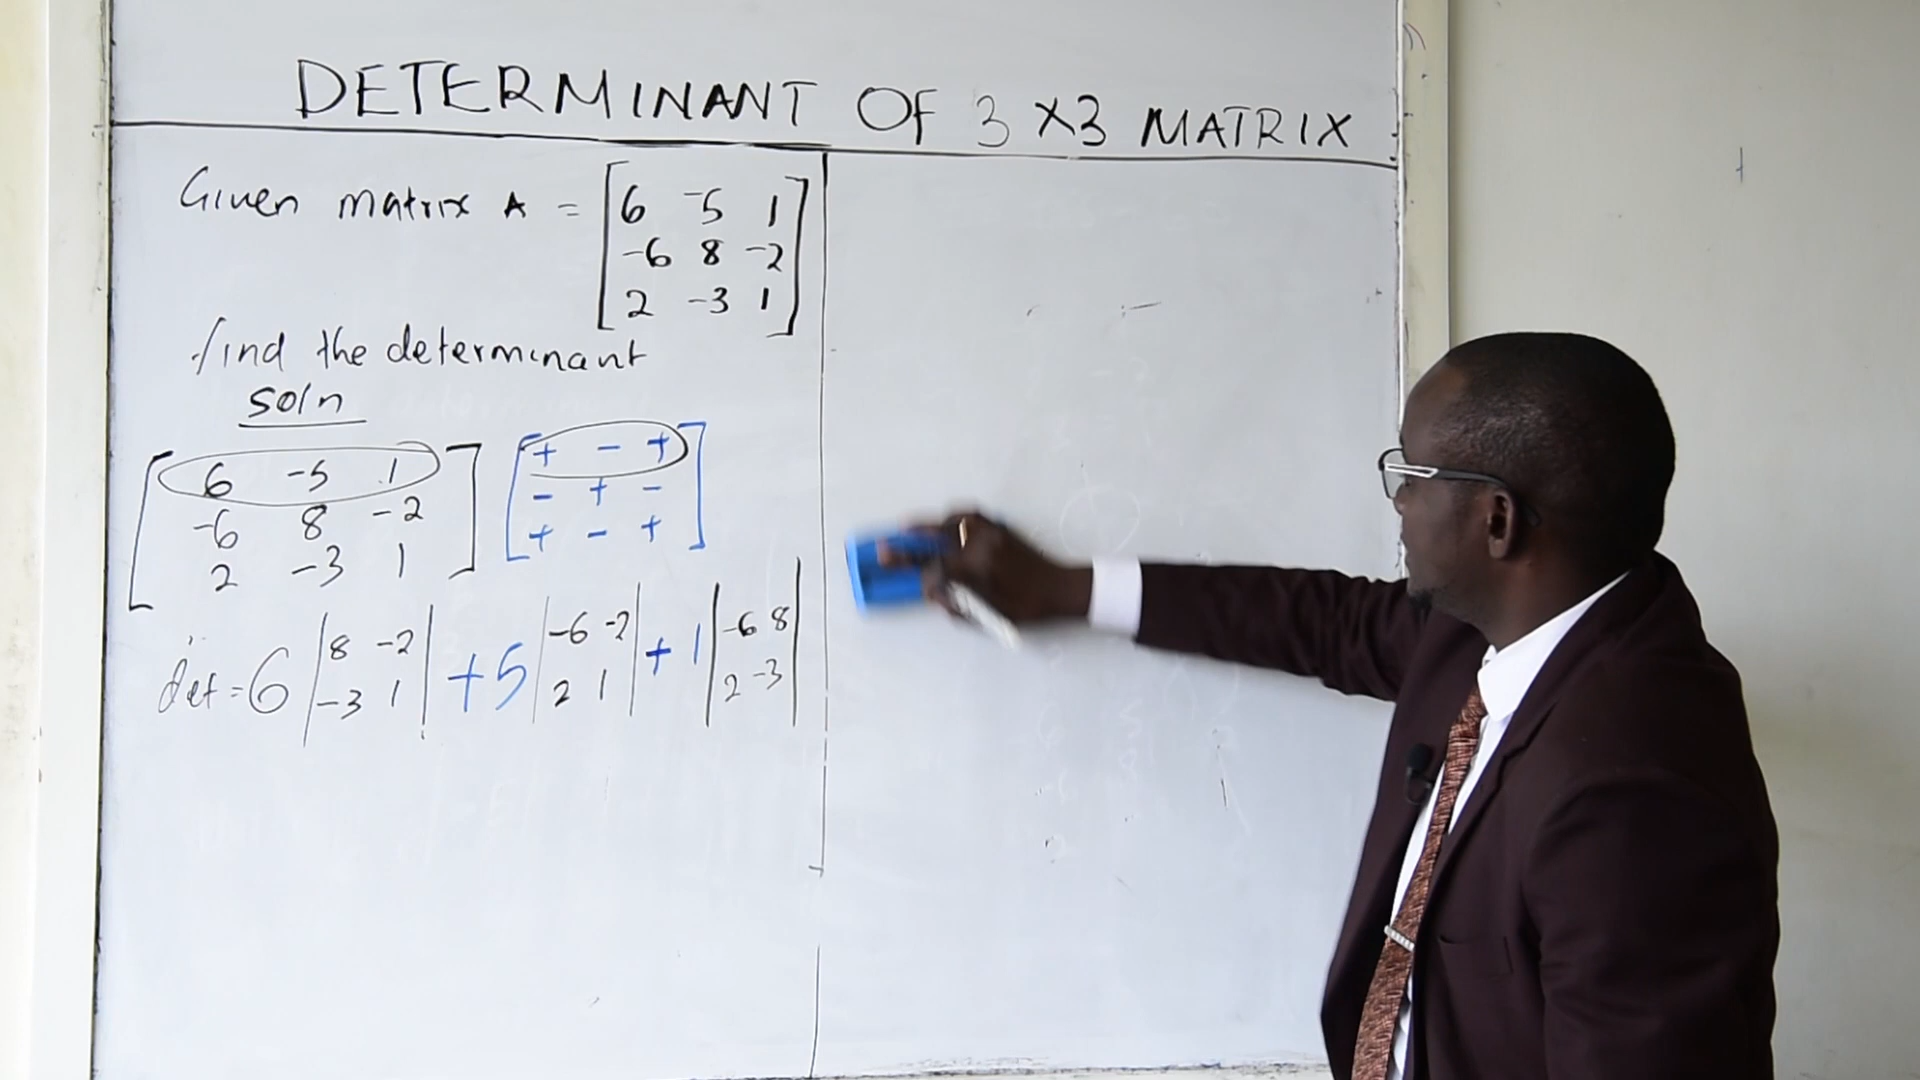 DETERMINANT OF 3 X3 MATRIX
Given matrix A = [6 -5 1
-6 8 -2
2 -3 1]
find the determinant
soln
[6 -5 1 [+ - +
-6 8 -2 - + -
2 -3 1] + - +]
∴ det = 6 |8 -2 + 5 |-6 -2 + 1 |-6 8
-3 1| 2 1| 2 -3|